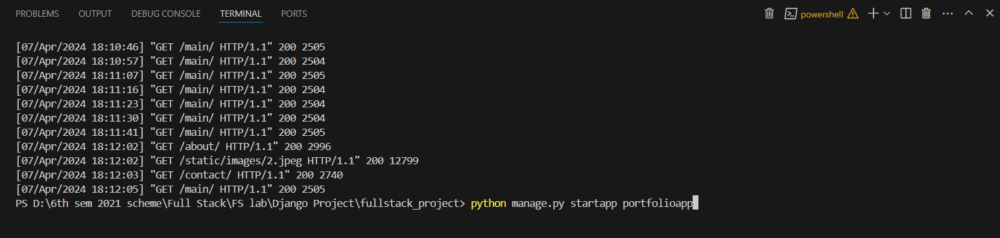 PROBLEMS OUTPUT DEBUG CONSOLE TERMINAL PORTS powershell
[07/Apr/2024 18:10:46] "GET /main/ HTTP/1.1" 200 2505
[07/Apr/2024 18:10:57] "GET /main/ HTTP/1.1" 200 2504
[07/Apr/2024 18:11:07] "GET /main/ HTTP/1.1" 200 2505
[07/Apr/2024 18:11:16] "GET /main/ HTTP/1.1" 200 2504
[07/Apr/2024 18:11:23] "GET /main/ HTTP/1.1" 200 2504
[07/Apr/2024 18:11:30] "GET /main/ HTTP/1.1" 200 2504
[07/Apr/2024 18:11:41] "GET /main/ HTTP/1.1" 200 2505
[07/Apr/2024 18:12:02] "GET /about/ HTTP/1.1" 200 2996
[07/Apr/2024 18:12:02] "GET /static/images/2.jpeg HTTP/1.1" 200 12799
[07/Apr/2024 18:12:03] "GET /contact/ HTTP/1.1" 200 2740
[07/Apr/2024 18:12:05] "GET /main/ HTTP/1.1" 200 2505
PS D:\6th sem 2021 scheme\Full Stack\FS lab\Django Project\fullstack_project> python manage.py startapp portfolioapp